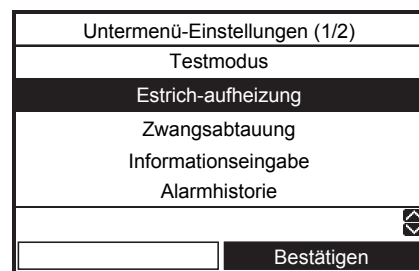 Untermenü-Einstellungen (1/2)
Testmodus
Estrich-aufheizung
Zwangsabtauung
Informationseingabe
Alarmhistorie
Bestätigen